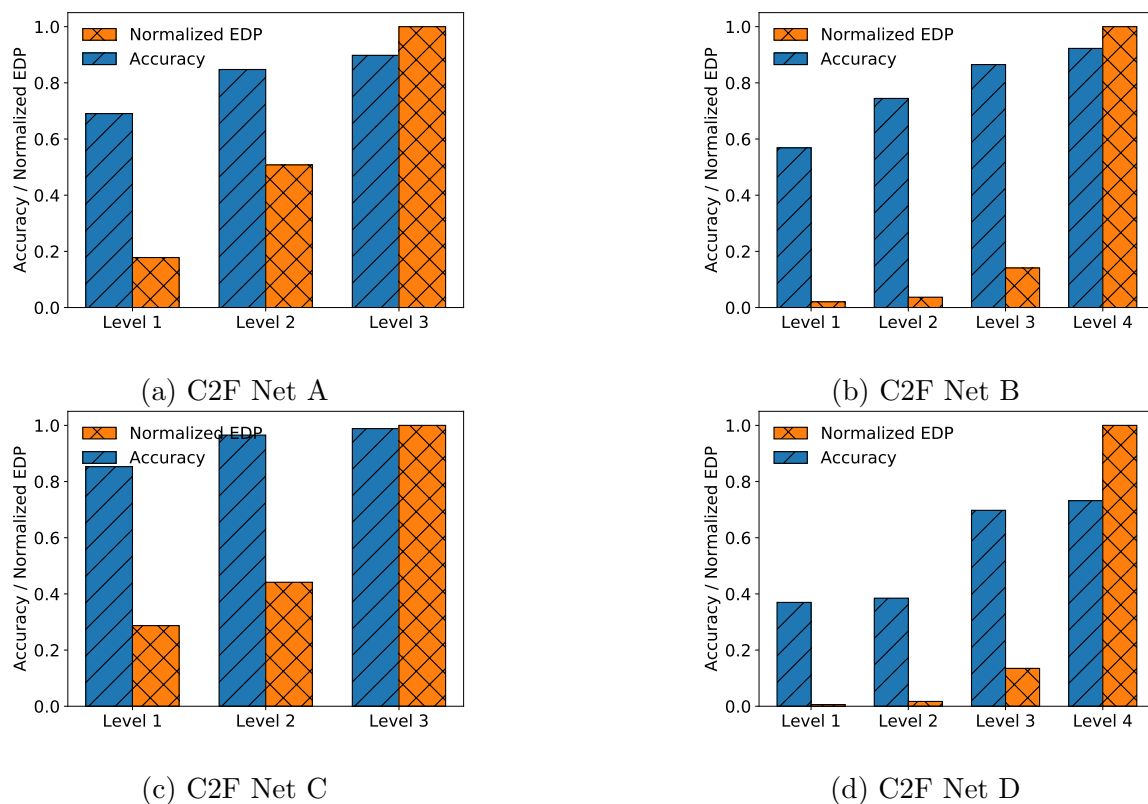 Accuracy / Normalized EDP
1.0
0.8
0.6
0.4
0.2
0.0
Normalized EDP
Accuracy
Level 1 Level 2 Level 3
(a) C2F Net A
Accuracy / Normalized EDP
1.0
0.8
0.6
0.4
0.2
0.0
Normalized EDP
Accuracy
Level 1 Level 2 Level 3 Level 4
(b) C2F Net B
Accuracy / Normalized EDP
1.0
0.8
0.6
0.4
0.2
0.0
Normalized EDP
Accuracy
Level 1 Level 2 Level 3
(c) C2F Net C
Accuracy / Normalized EDP
1.0
0.8
0.6
0.4
0.2
0.0
Normalized EDP
Accuracy
Level 1 Level 2 Level 3 Level 4
(d) C2F Net D